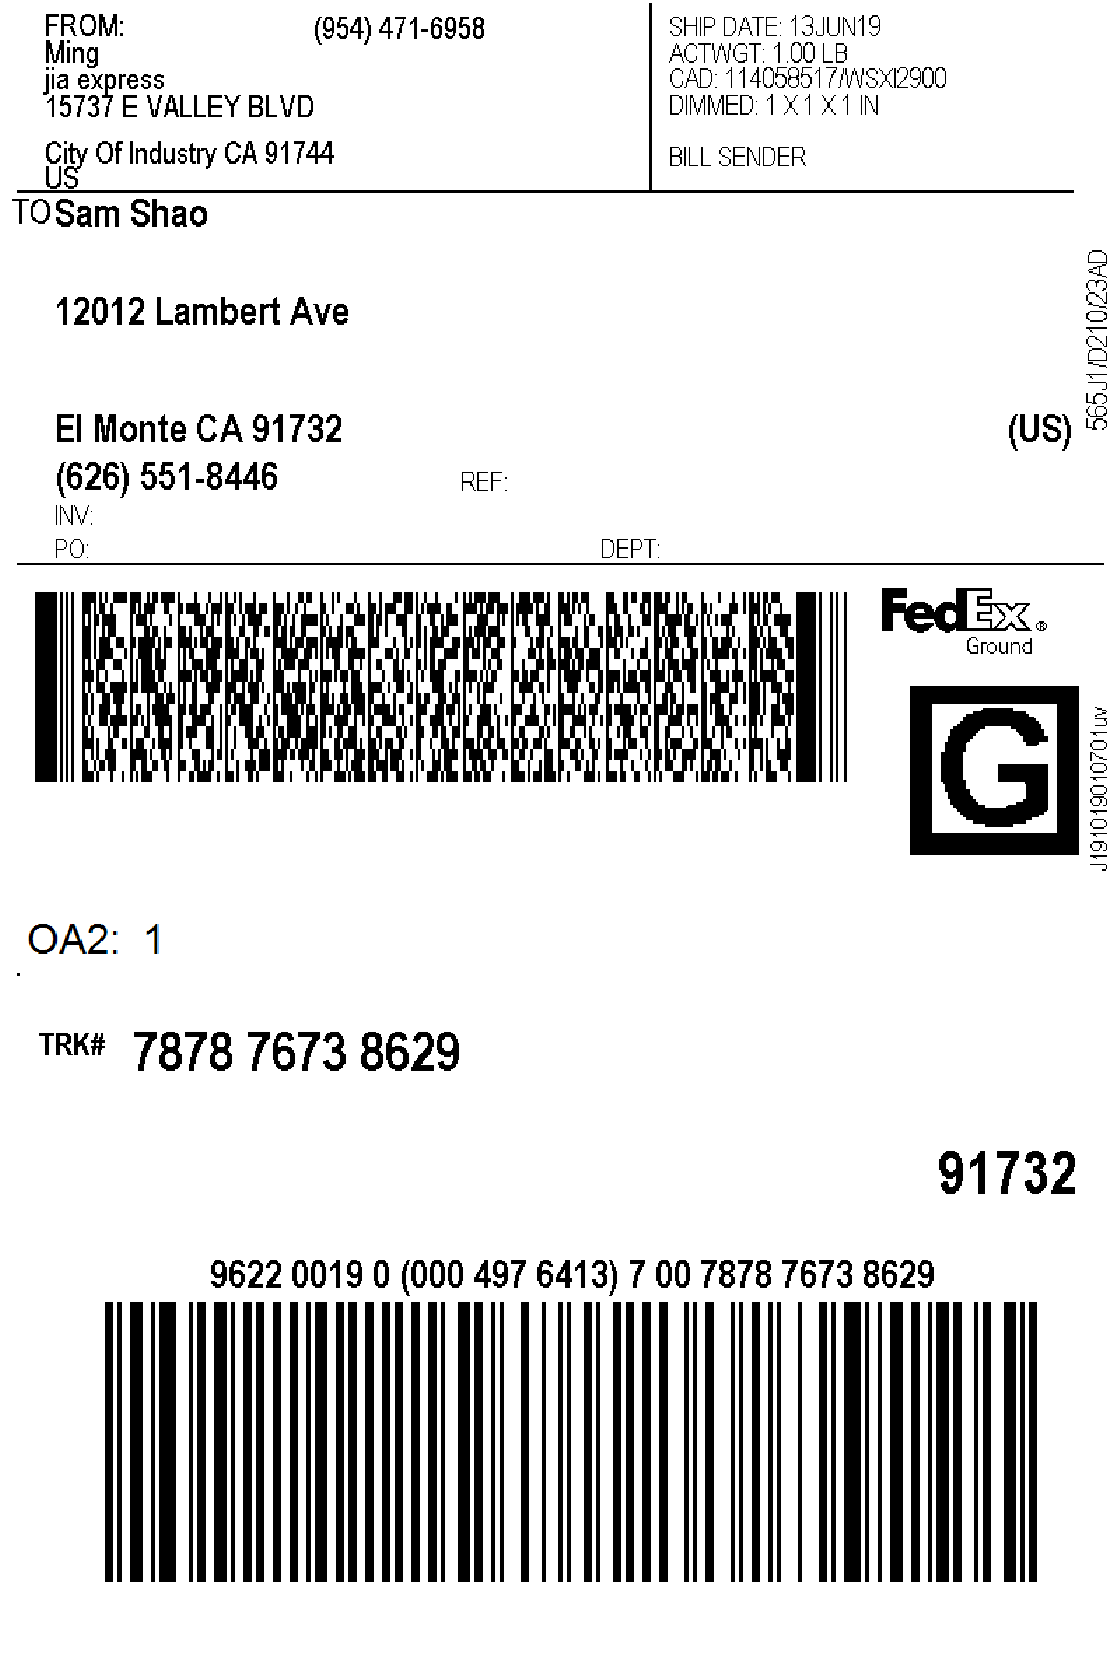 FROM: (954) 471-6958
Ming
jia express
15737 E VALLEY BLVD
City Of Industry CA 91744
US
SHIP DATE: 13JUN19
ACTWGT: 1.00 LB
CAD: 114058517/WSXI2900
DIMMED: 1 X 1 X 1 IN
BILL SENDER
TO Sam Shao
12012 Lambert Ave
El Monte CA 91732 (US)
(626) 551-8446 REF:
INV:
PO: DEPT:
565J1/D210/23AD
FedEx®
Ground
G
J191019010701uv
OA2: 1
.
TRK# 7878 7673 8629
91732
9622 0019 0 (000 497 6413) 7 00 7878 7673 8629